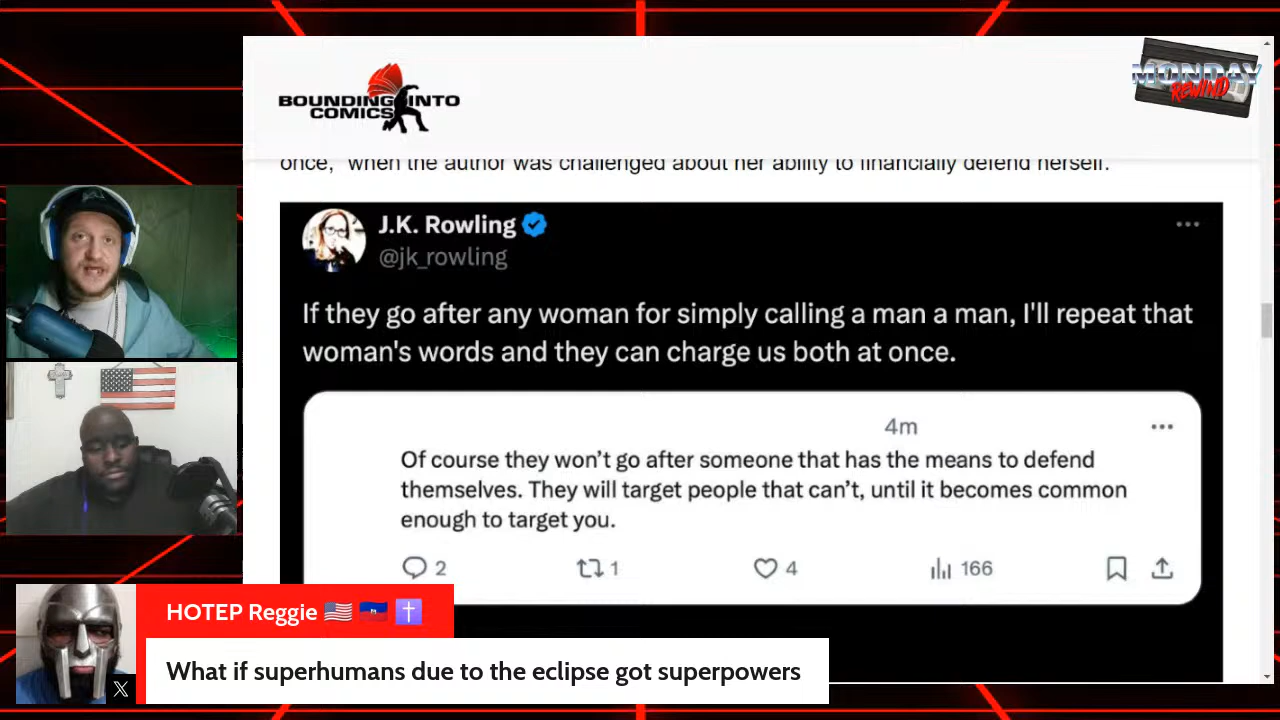 BOUNDING INTO
COMICS
MONDAY
REWIND
once," when the author was challenged about her ability to financially defend herself.
J.K. Rowling
@jk_rowling
If they go after any woman for simply calling a man a man, I'll repeat that
woman's words and they can charge us both at once.
4m
Of course they won't go after someone that has the means to defend
themselves. They will target people that can't, until it becomes common
enough to target you.
2
1
4
166
HOTEP Reggie
What if superhumans due to the eclipse got superpowers